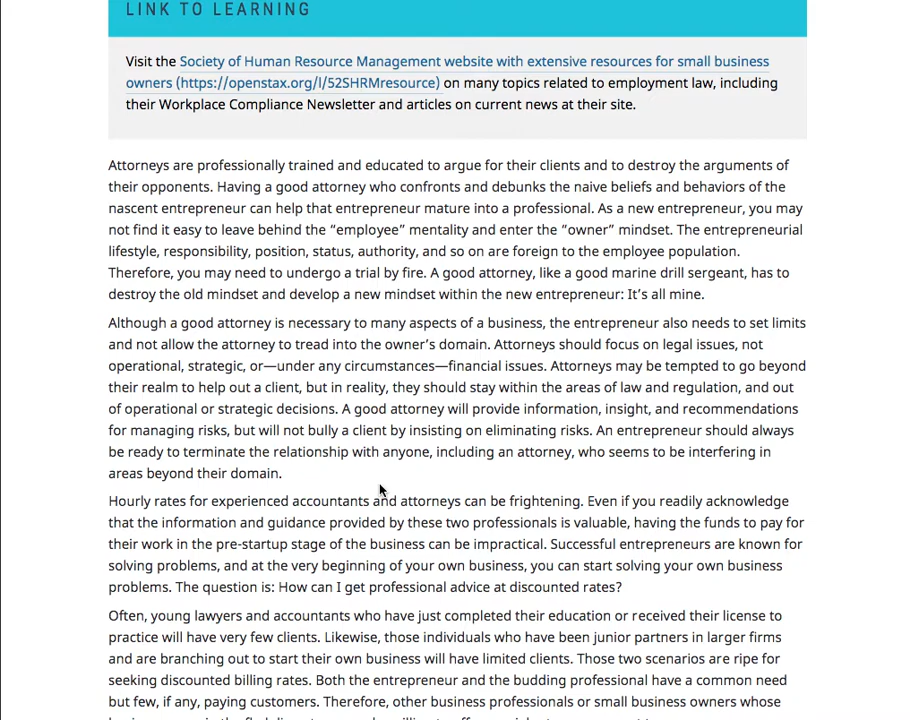 LINK TO LEARNING
Visit the Society of Human Resource Management website with extensive resources for small business
owners (https://openstax.org/l/52SHRMresource) on many topics related to employment law, including
their Workplace Compliance Newsletter and articles on current news at their site.
Attorneys are professionally trained and educated to argue for their clients and to destroy the arguments of
their opponents. Having a good attorney who confronts and debunks the naive beliefs and behaviors of the
nascent entrepreneur can help that entrepreneur mature into a professional. As a new entrepreneur, you may
not find it easy to leave behind the “employee” mentality and enter the “owner” mindset. The entrepreneurial
lifestyle, responsibility, position, status, authority, and so on are foreign to the employee population.
Therefore, you may need to undergo a trial by fire. A good attorney, like a good marine drill sergeant, has to
destroy the old mindset and develop a new mindset within the new entrepreneur: It’s all mine.
Although a good attorney is necessary to many aspects of a business, the entrepreneur also needs to set limits
and not allow the attorney to tread into the owner’s domain. Attorneys should focus on legal issues, not
operational, strategic, or—under any circumstances—financial issues. Attorneys may be tempted to go beyond
their realm to help out a client, but in reality, they should stay within the areas of law and regulation, and out
of operational or strategic decisions. A good attorney will provide information, insight, and recommendations
for managing risks, but will not bully a client by insisting on eliminating risks. An entrepreneur should always
be ready to terminate the relationship with anyone, including an attorney, who seems to be interfering in
areas beyond their domain.
Hourly rates for experienced accountants and attorneys can be frightening. Even if you readily acknowledge
that the information and guidance provided by these two professionals is valuable, having the funds to pay for
their work in the pre-startup stage of the business can be impractical. Successful entrepreneurs are known for
solving problems, and at the very beginning of your own business, you can start solving your own business
problems. The question is: How can I get professional advice at discounted rates?
Often, young lawyers and accountants who have just completed their education or received their license to
practice will have very few clients. Likewise, those individuals who have been junior partners in larger firms
and are branching out to start their own business will have limited clients. Those two scenarios are ripe for
seeking discounted billing rates. Both the entrepreneur and the budding professional have a common need
but few, if any, paying customers. Therefore, other business professionals or small business owners whose